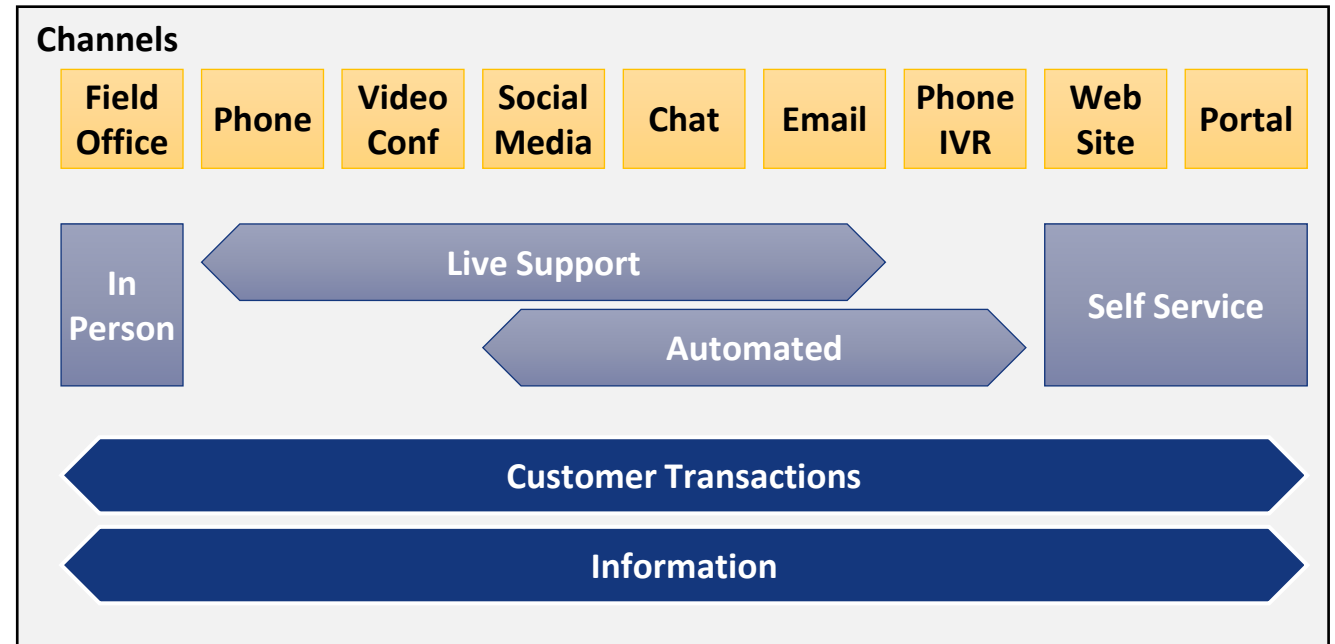 Channels
Field
Office
Phone
Video
Conf
Social
Media
Chat
Email
Phone
IVR
Web
Site
Portal
In
Person
Live Support
Automated
Self Service
Customer Transactions
Information